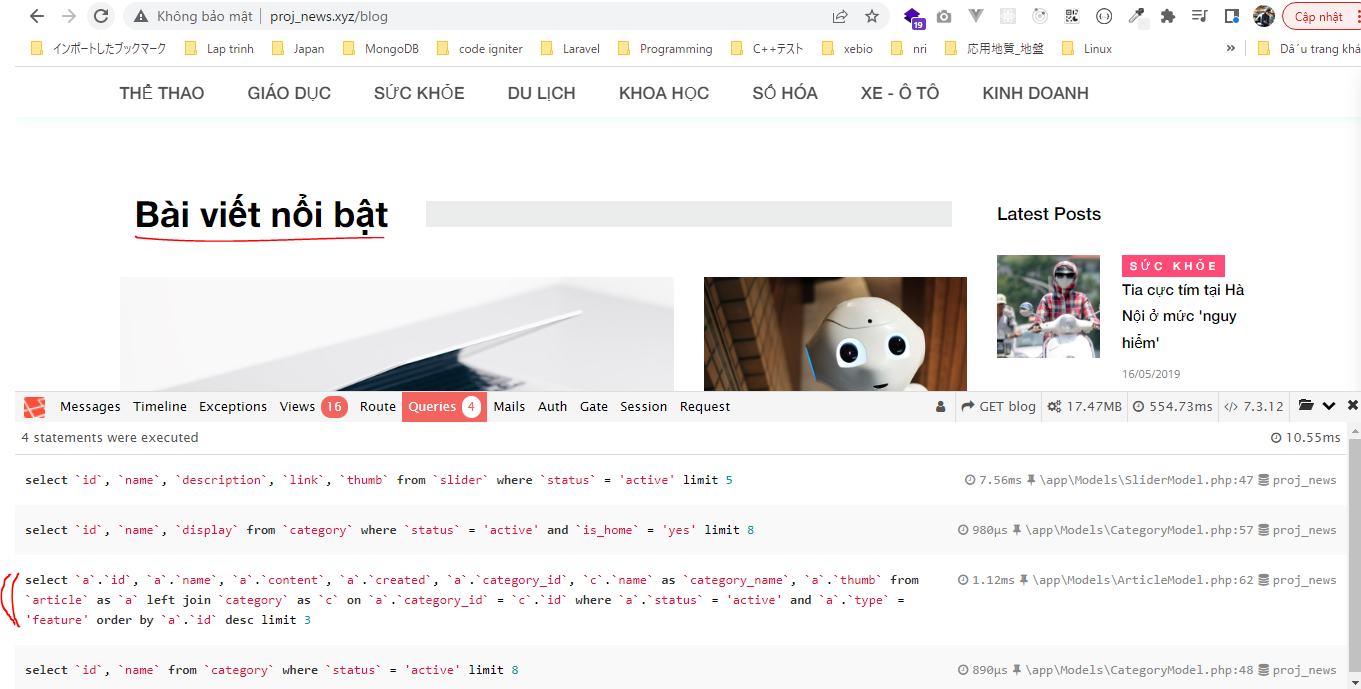 Không bảo mật | proj_news.xyz/blog
19
Cập nhật
インポートしたブックマーク Lap trinh Japan MongoDB code igniter Laravel Programming C++テスト xebio nri 応用地質_地盤 Linux » Dấu trang khá
THỂ THAO GIÁO DỤC SỨC KHỎE DU LỊCH KHOA HỌC SỐ HÓA XE - Ô TÔ KINH DOANH
Bài viết nổi bật
Latest Posts
SỨC KHỎE
Tia cực tím tại Hà
Nội ở mức 'nguy
hiểm'
16/05/2019
Messages Timeline Exceptions Views 16 Route Queries 4 Mails Auth Gate Session Request GET blog 17.47MB 554.73ms </> 7.3.12
4 statements were executed 10.55ms
select `id`, `name`, `description`, `link`, `thumb` from `slider` where `status` = 'active' limit 5 7.56ms \app\Models\SliderModel.php:47 proj_news
select `id`, `name`, `display` from `category` where `status` = 'active' and `is_home` = 'yes' limit 8 980μs \app\Models\CategoryModel.php:57 proj_news
select `a`.`id`, `a`.`name`, `a`.`content`, `a`.`created`, `a`.`category_id`, `c`.`name` as `category_name`, `a`.`thumb` from 1.12ms \app\Models\ArticleModel.php:62 proj_news
`article` as `a` left join `category` as `c` on `a`.`category_id` = `c`.`id` where `a`.`status` = 'active' and `a`.`type` =
'feature' order by `a`.`id` desc limit 3
select `id`, `name` from `category` where `status` = 'active' limit 8 890μs \app\Models\CategoryModel.php:48 proj_news